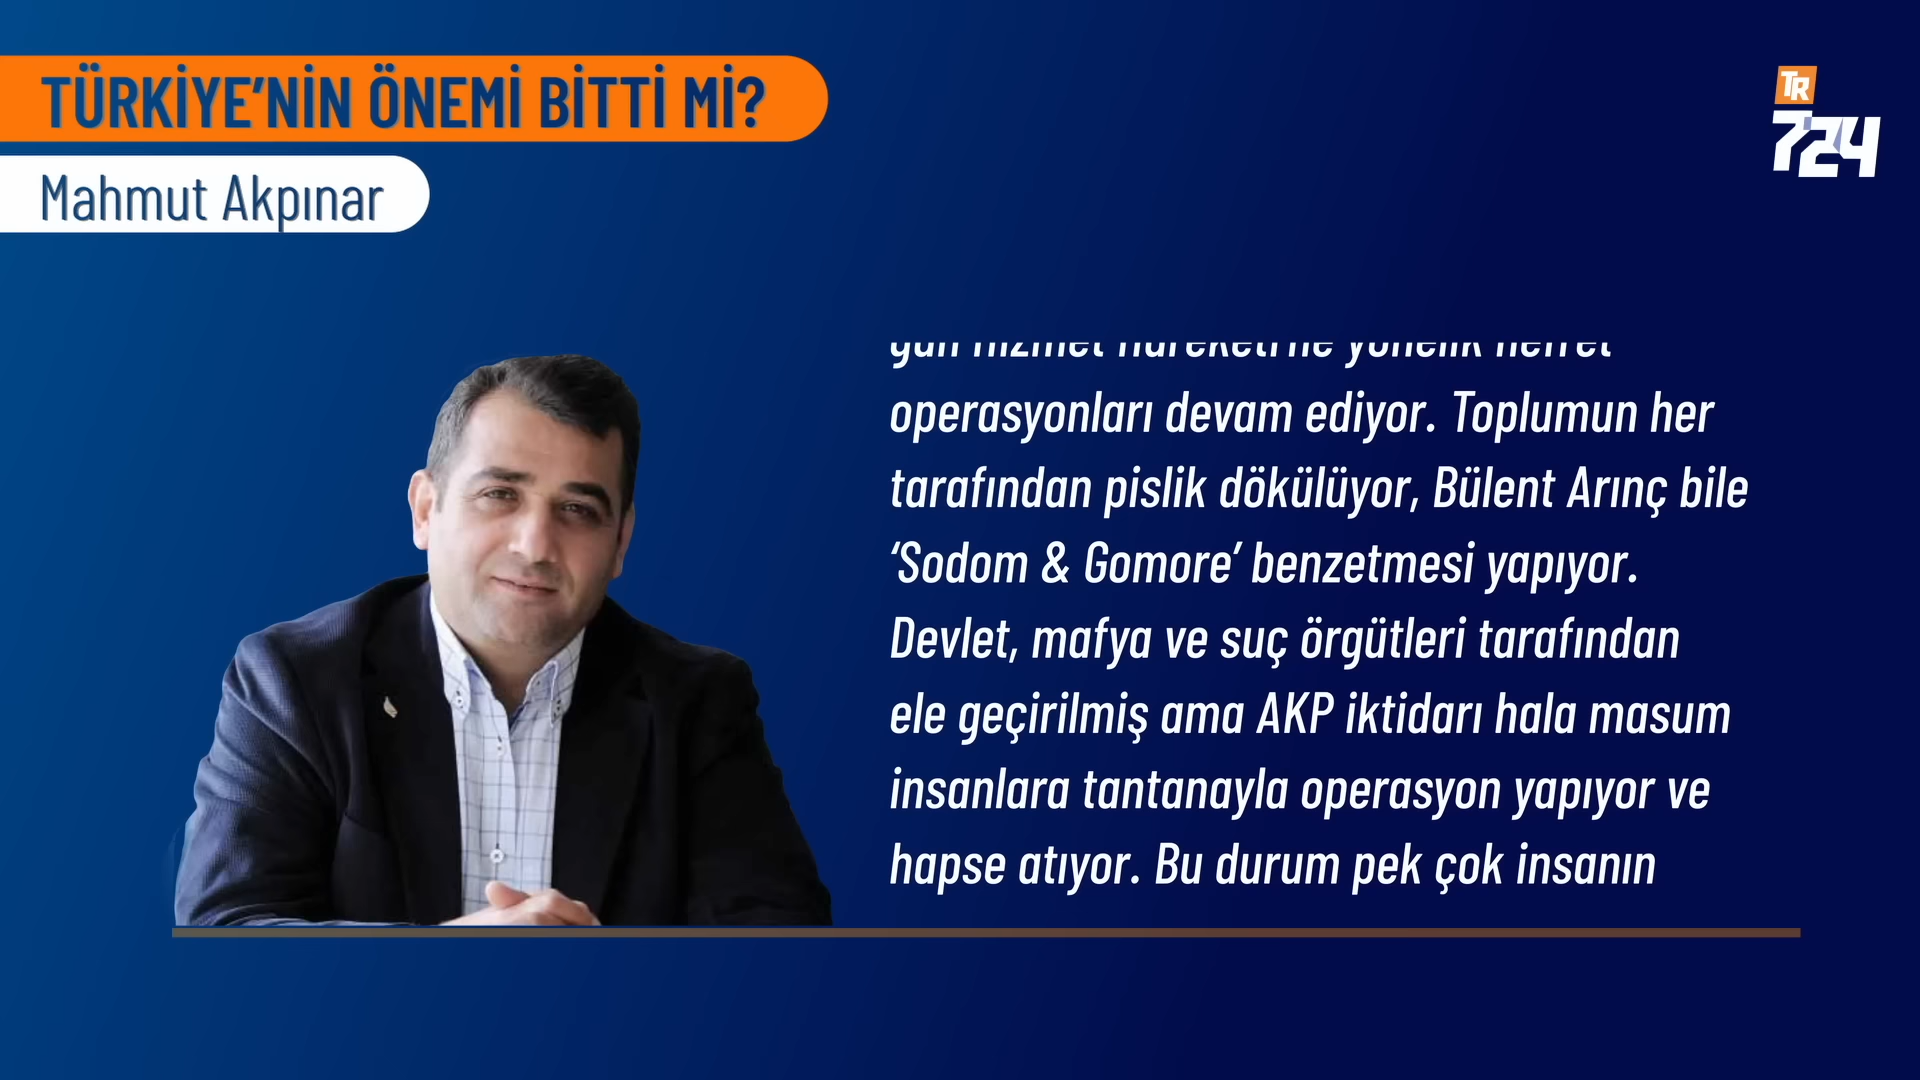 TÜRKİYE'NİN ÖNEMİ BİTTİ Mİ?
Mahmut Akpınar
TR
724
operasyonları devam ediyor. Toplumun her
tarafından pislik dökülüyor, Bülent Arınç bile
‘Sodom & Gomore’ benzetmesi yapıyor.
Devlet, mafya ve suç örgütleri tarafından
ele geçirilmiş ama AKP iktidarı hala masum
insanlara tantanayla operasyon yapıyor ve
hapse atıyor. Bu durum pek çok insanın